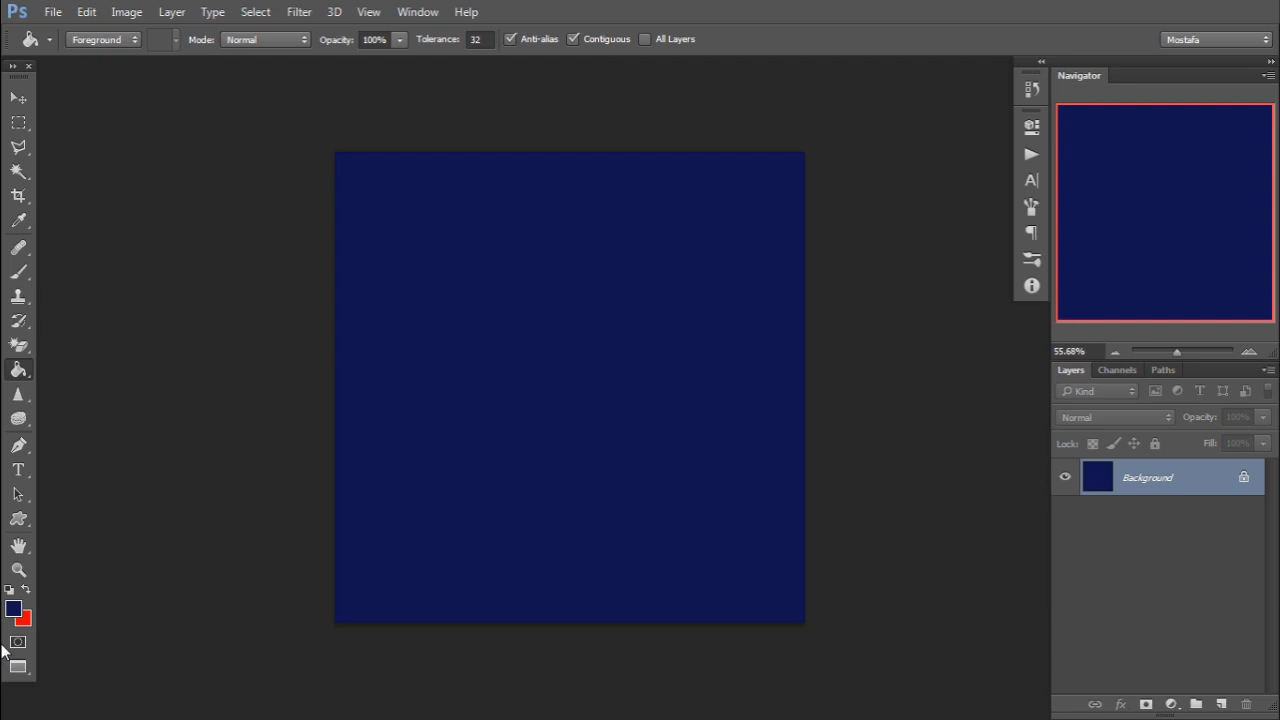 Ps File Edit Image Layer Type Select Filter 3D View Window Help
Foreground Mode: Normal Opacity: 100% Tolerance: 32 Anti-alias Contiguous All Layers Mostafa
Navigator
55.68%
Layers Channels Paths
Kind
Normal Opacity: 100%
Lock: Fill: 100%
Background